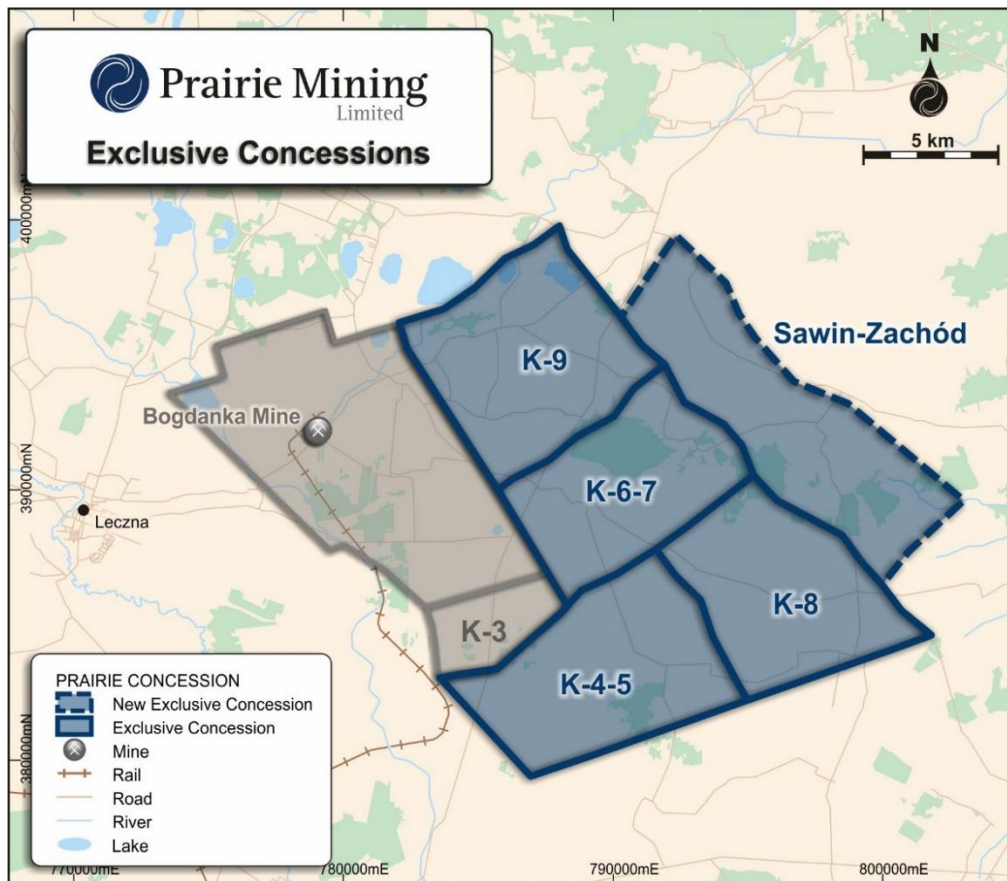 Prairie Mining
Limited
Exclusive Concessions
N
5 km
400000mN
390000mN
380000mN
Sawin-Zachód
K-9
Bogdanka Mine
K-6-7
Leczna
K-8
K-3
K-4-5
PRAIRIE CONCESSION
New Exclusive Concession
Exclusive Concession
Mine
Rail
Road
River
Lake
770000mE
780000mE
790000mE
800000mE